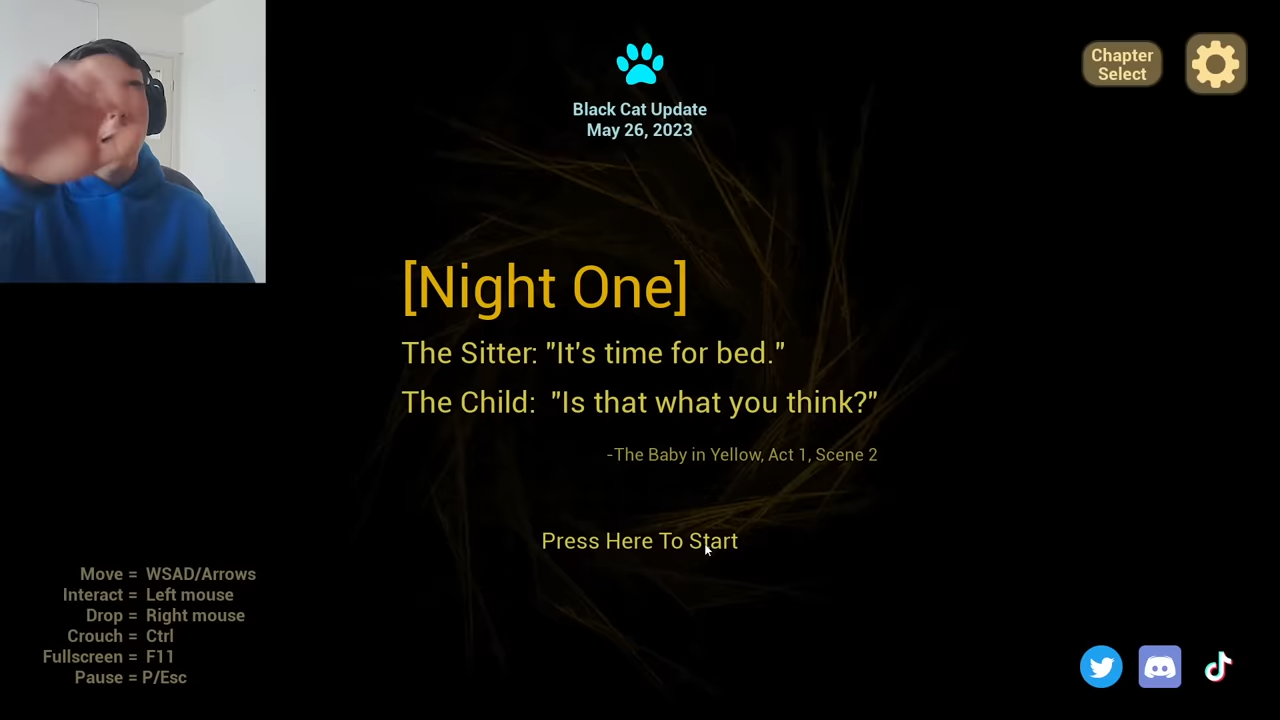 Black Cat Update
May 26, 2023
Chapter
Select
[Night One]
The Sitter: "It's time for bed."
The Child:  "Is that what you think?"
-The Baby in Yellow, Act 1, Scene 2
Press Here To Start
Move = WSAD/Arrows
Interact = Left mouse
Drop = Right mouse
Crouch = Ctrl
Fullscreen = F11
Pause = P/Esc